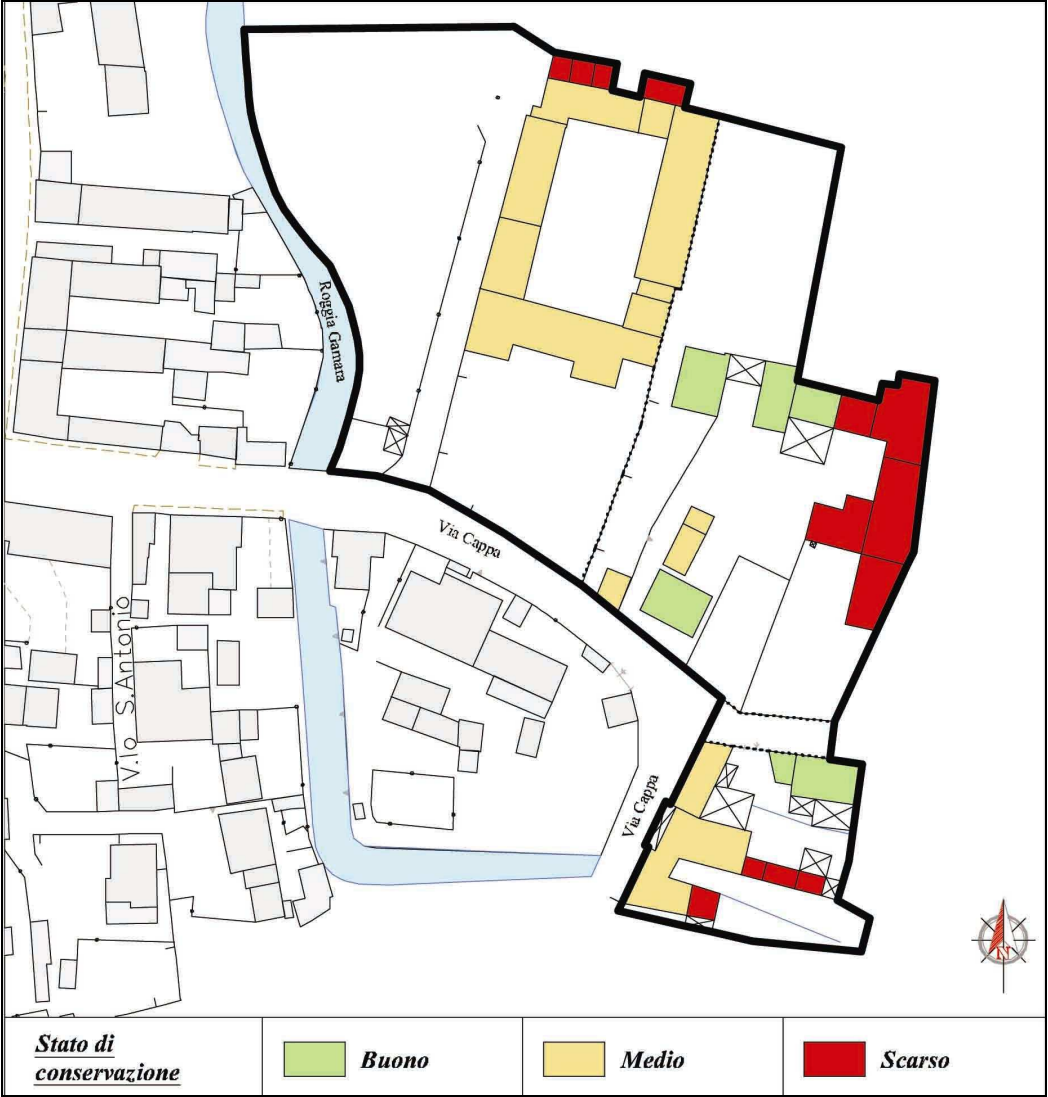 Roggia Gamara
Via Cappa
V.lo S.Antonio
Via Cappa
N
Stato di
conservazione
Buono
Medio
Scarso